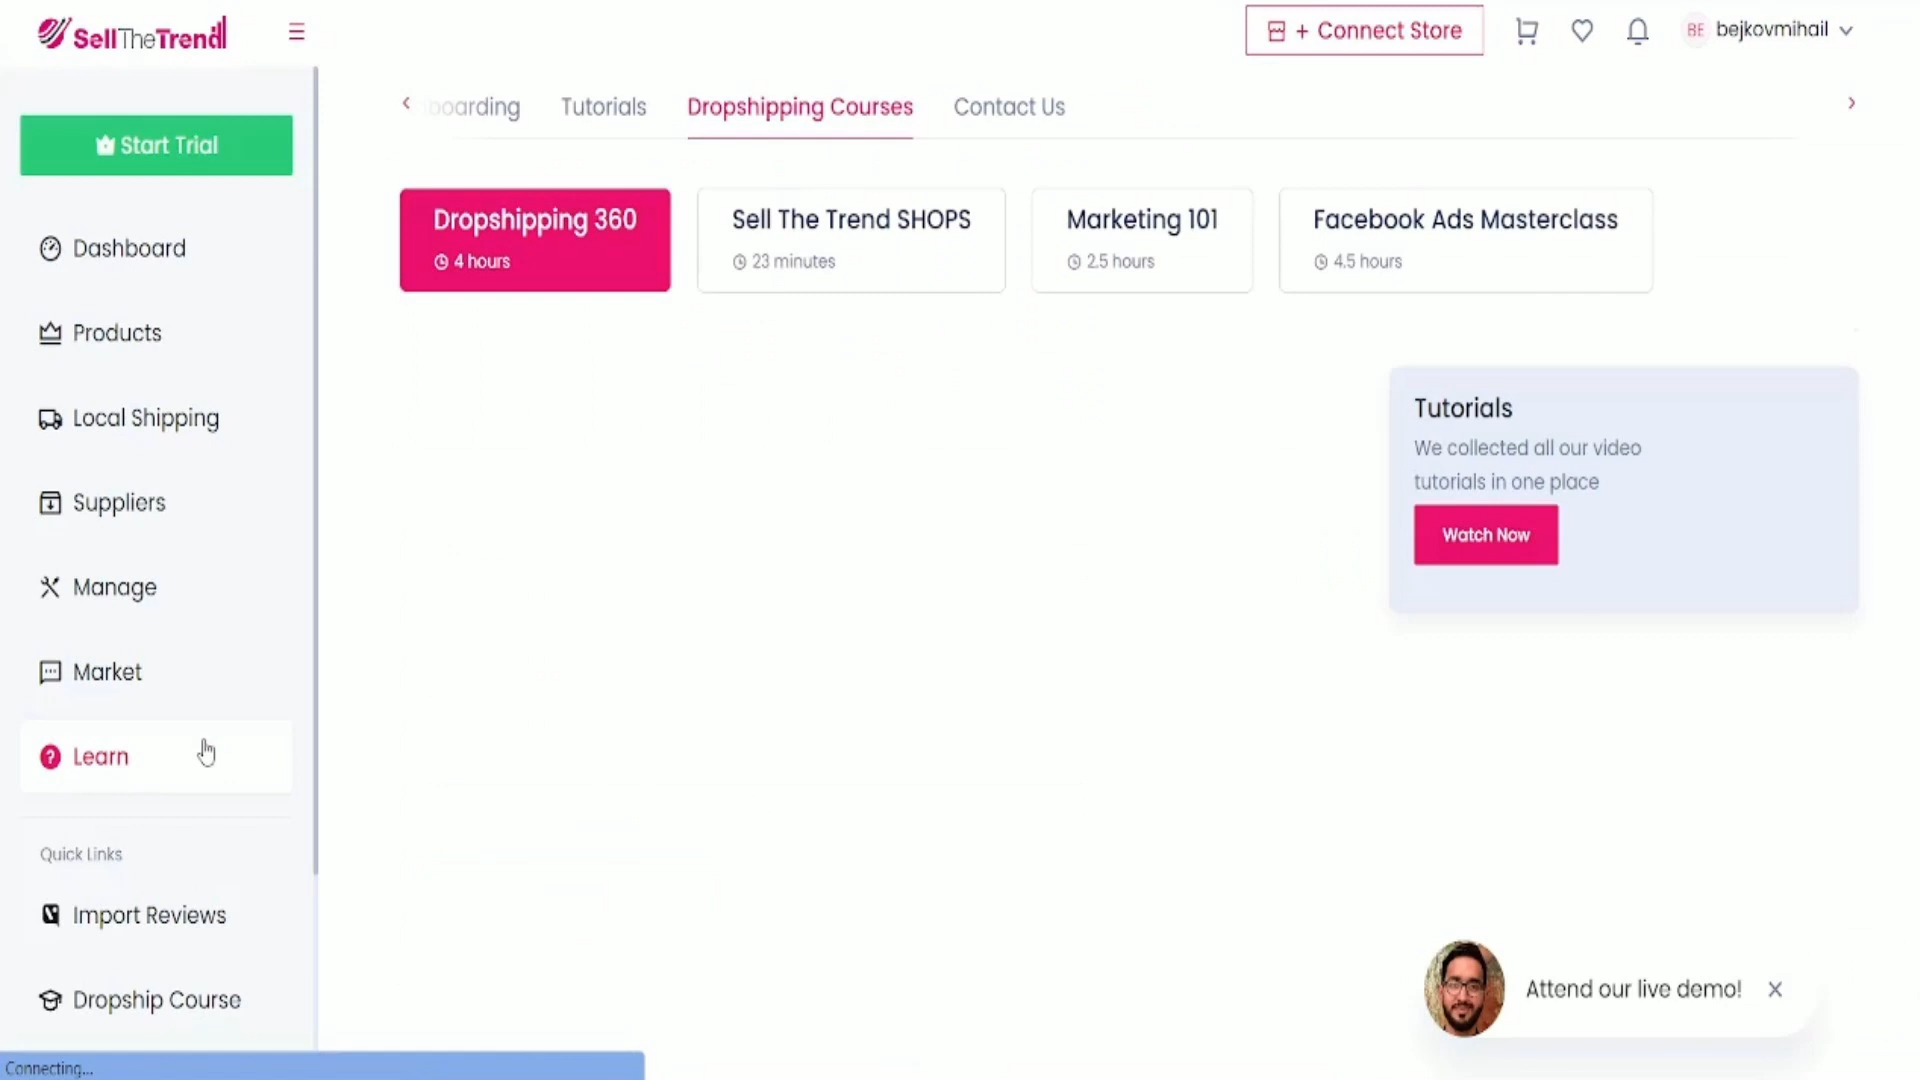 SellTheTrend
+ Connect Store
BE bejkovmihail
Start Trial
Dashboard
Products
Local Shipping
Suppliers
Manage
Market
Learn
Quick Links
Import Reviews
Dropship Course
Connecting...
boarding
Tutorials
Dropshipping Courses
Contact Us
Dropshipping 360
4 hours
Sell The Trend SHOPS
23 minutes
Marketing 101
2.5 hours
Facebook Ads Masterclass
4.5 hours
Tutorials
We collected all our video
tutorials in one place
Watch Now
Attend our live demo!